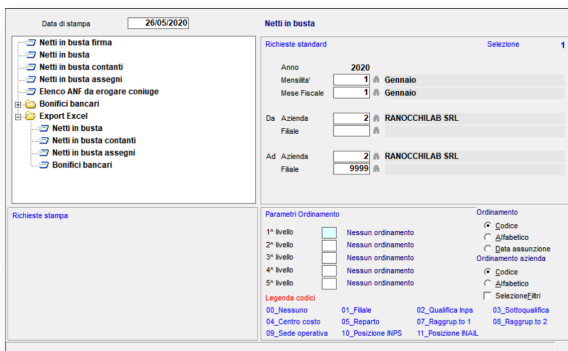 Data di stampa 26/05/2020
Netti in busta
Netti in busta firma
Netti in busta
Netti in busta contanti
Netti in busta assegni
Elenco ANF da erogare coniuge
Bonifici bancari
Export Excel
Netti in busta
Netti in busta contanti
Netti in busta assegni
Bonifici bancari
Richieste standard Selezione 1
Anno 2020
Mensilita' 1 Gennaio
Mese Fiscale 1 Gennaio
Da Azienda 2 RANOCCHILAB SRL
Filiale
Ad Azienda 2 RANOCCHILAB SRL
Filiale 9999
Richieste stampa
Parametri Ordinamento
1^ livello Nessun ordinamento
2^ livello Nessun ordinamento
3^ livello Nessun ordinamento
4^ livello Nessun ordinamento
5^ livello Nessun ordinamento
Ordinamento
Codice
Alfabetico
Data assunzione
Ordinamento azienda
Codice
Alfabetico
SelezioneFiltri
Legenda codici
00_Nessuno 01_Filiale 02_Qualifica Inps 03_Sottoqualifica
04_Centro costo 05_Reparto 07_Raggrup.to 1 08_Raggrup.to 2
09_Sede operativa 10_Posizione INPS 11_Posizione INAIL